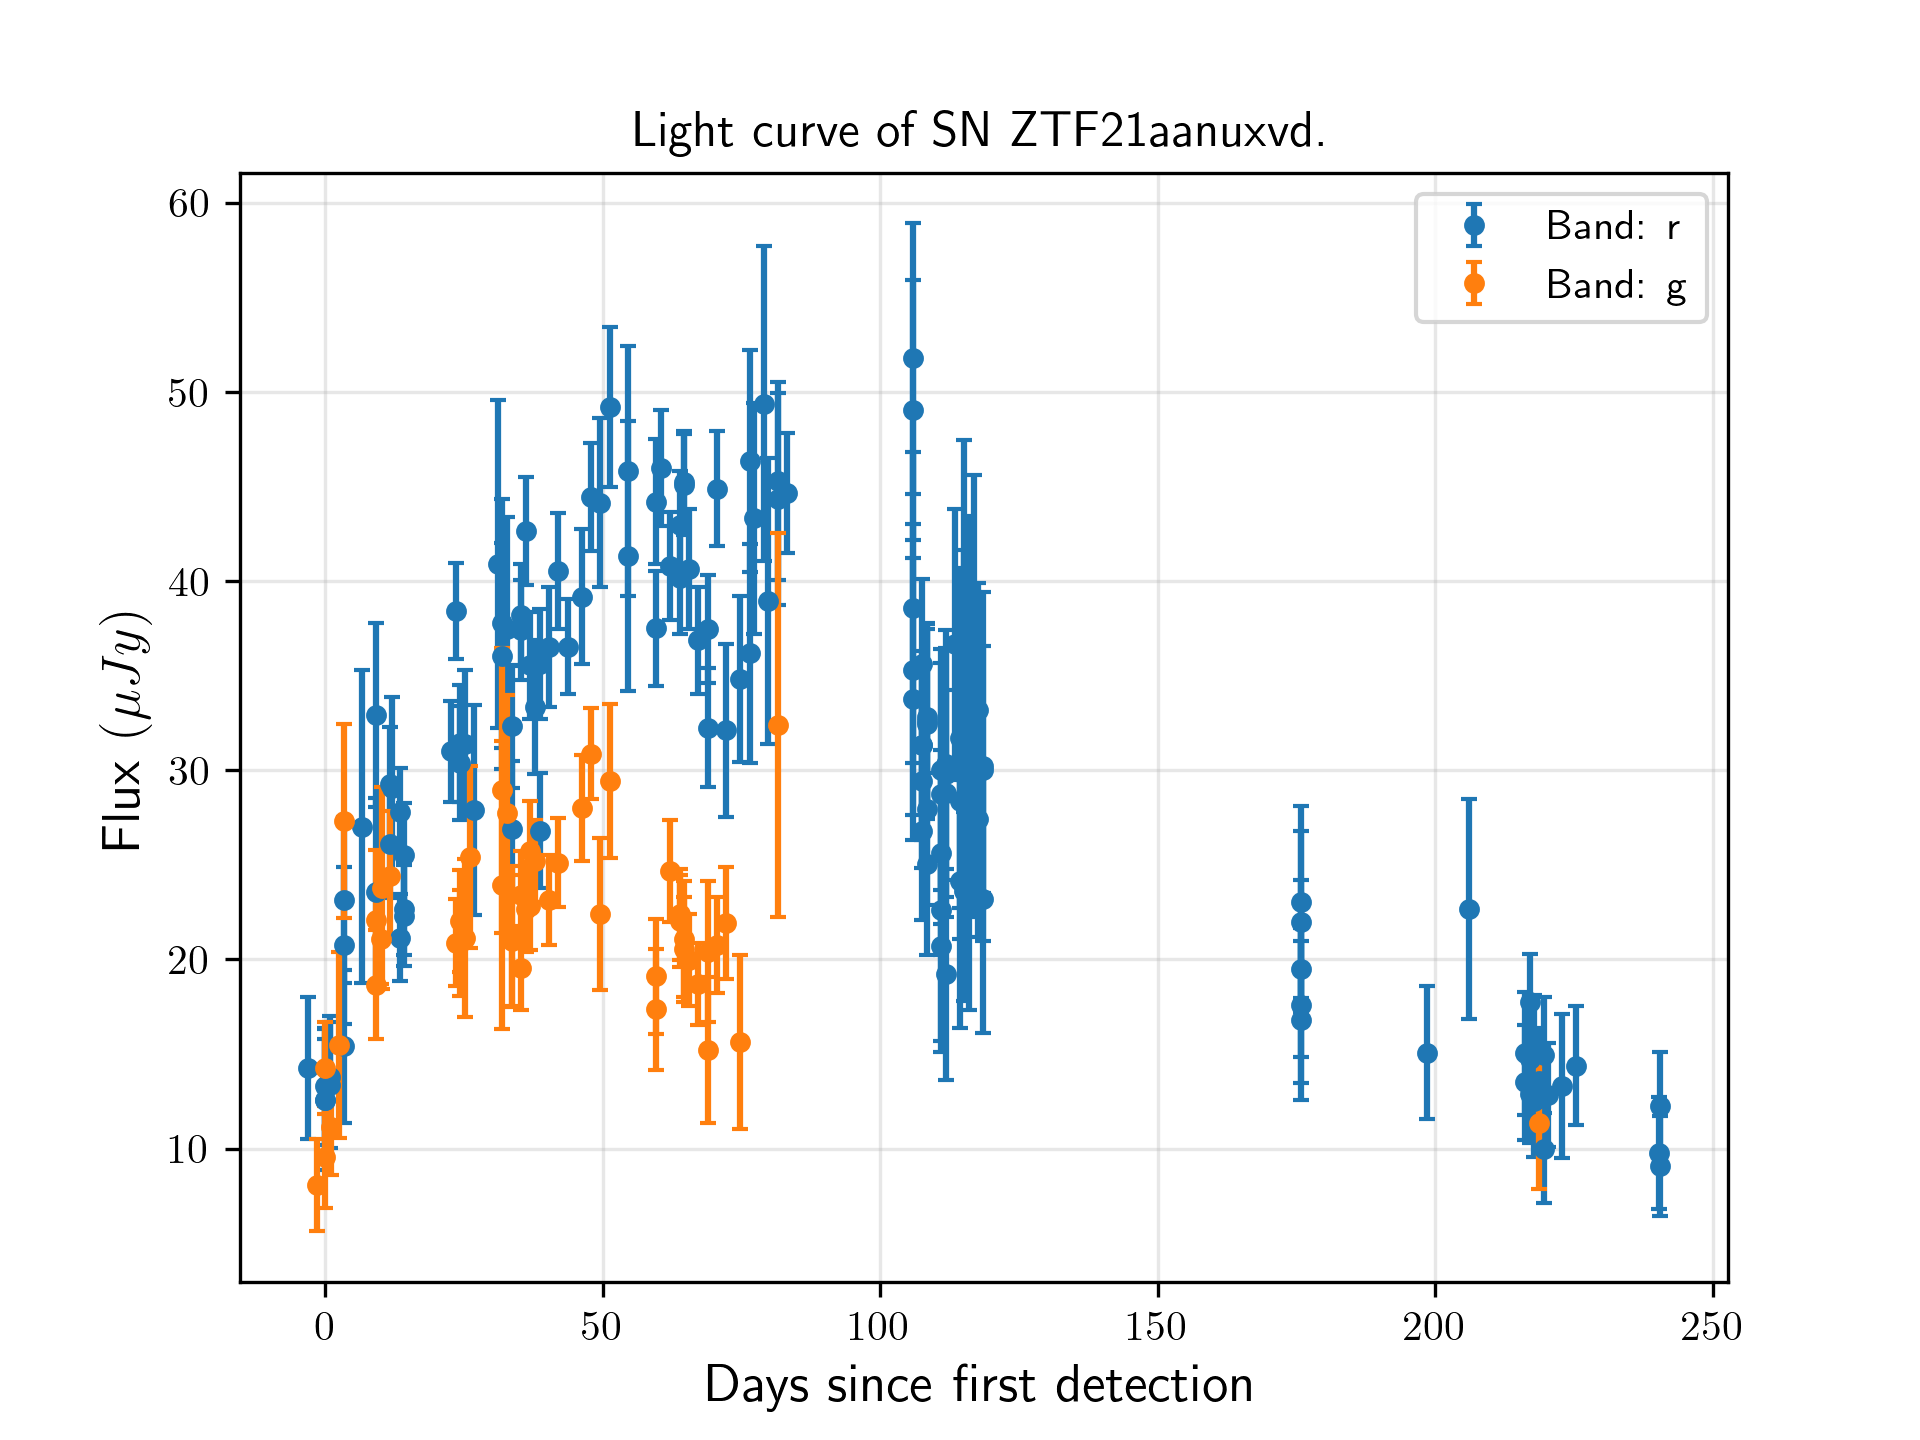 Light curve of SN ZTF21aanuxvd.
60
50
40
30
20
10
Flux (μJy)
0
50
100
150
200
250
Days since first detection
Band: r
Band: g